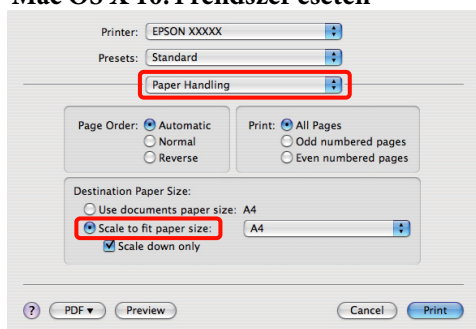 Mac OS X 10.4 rendszer esetén
Printer: EPSON XXXXX
Presets: Standard
Paper Handling
Page Order: Automatic
Normal
Reverse
Print: All Pages
Odd numbered pages
Even numbered pages
Destination Paper Size:
Use documents paper size: A4
Scale to fit paper size: A4
Scale down only
? PDF▼ Preview Cancel Print